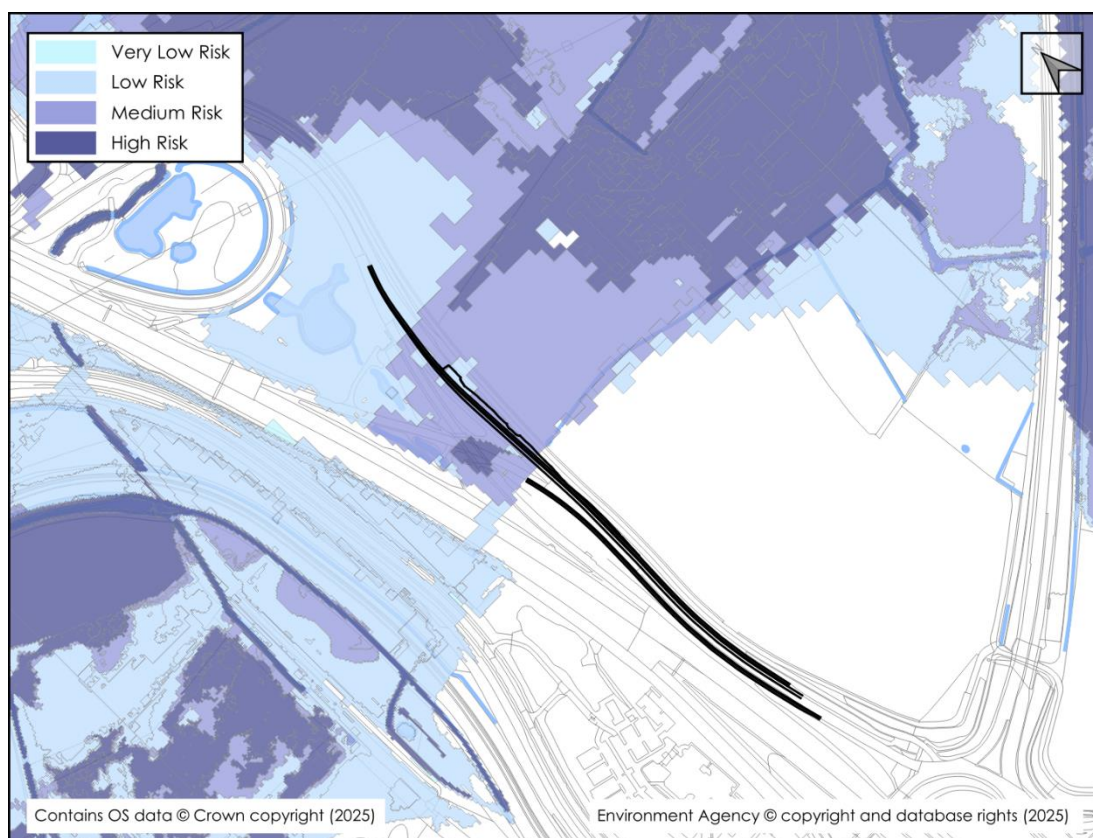 Very Low Risk
Low Risk
Medium Risk
High Risk
Contains OS data © Crown copyright (2025)
Environment Agency © copyright and database rights (2025)